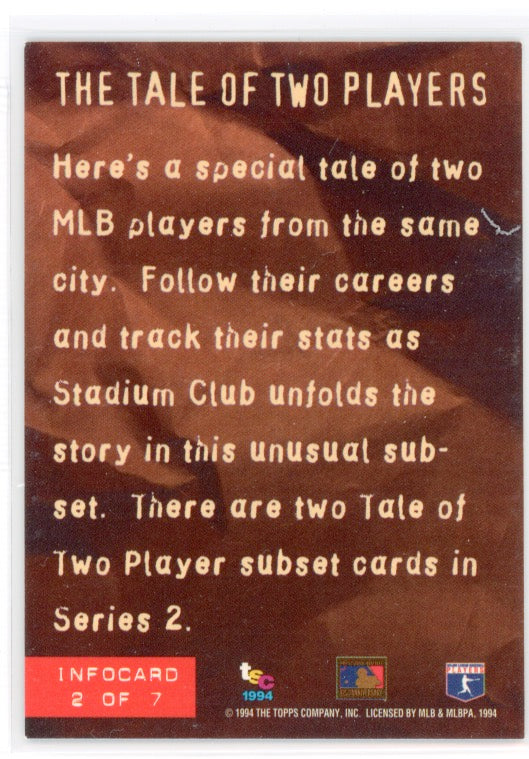 THE TALE OF TWO PLAYERS
Here's a special tale of two
MLB players from the same
city. Follow their careers
and track their stats as
Stadium Club unfolds the
story in this unusual sub-
set. There are two Tale of
Two Player subset cards in
Series 2.
INFOCARD
2 OF 7
tsc
1994
PLAYERS
© 1994 THE TOPPS COMPANY, INC. LICENSED BY MLB & MLBPA, 1994